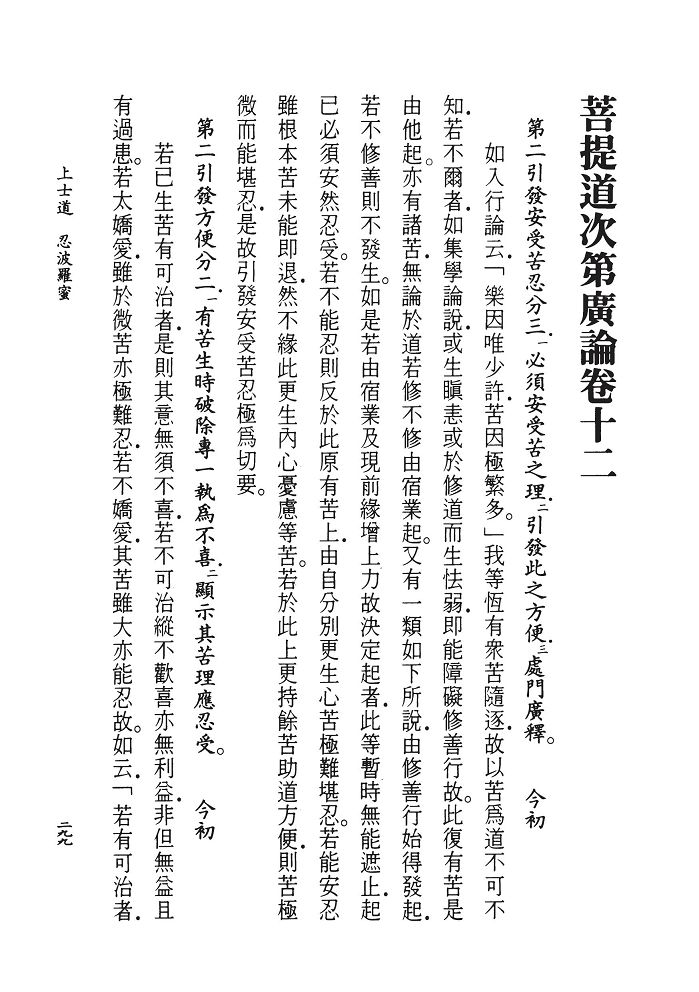 菩提道次第廣論卷十二
第二引發安受苦忍分三．一必須安受苦之理．二引發此之方便．三處門廣釋。　今初
如入行論云．「樂因唯少許．苦因極繁多。」我等恆有衆苦隨逐．故以苦爲道不可不
知．若不爾者．如集學論說．或生瞋恚或於修道而生怯弱．即能障礙修善行故。此復有苦是
由他起。亦有諸苦．無論於道若修不修由宿業起。又有一類如下所說．由修善行始得發起．
若不修善則不發生。如是若由宿業及現前緣增上力故決定起者．此等暫時無能遮止．起
已必須安然忍受。若不能忍則反於此原有苦上．由自分別更生心苦極難堪忍。若能安忍
雖根本苦未能即退．然不緣此更生內心憂慮等苦。若於此上更持餘苦助道方便．則苦極
微而能堪忍．是故引發安受苦忍極爲切要。
第二引發方便分二．一有苦生時破除專一執爲不喜．二顯示其苦理應忍受。　今初
若已生苦有可治者．是則其意無須不喜．若不可治縱不歡喜亦無利益．非但無益且
有過患。若太嬌愛．雖於微苦亦極難忍．若不嬌愛．其苦雖大亦能忍故。如云．「若有可治者．
上士道　忍波羅蜜
二九九